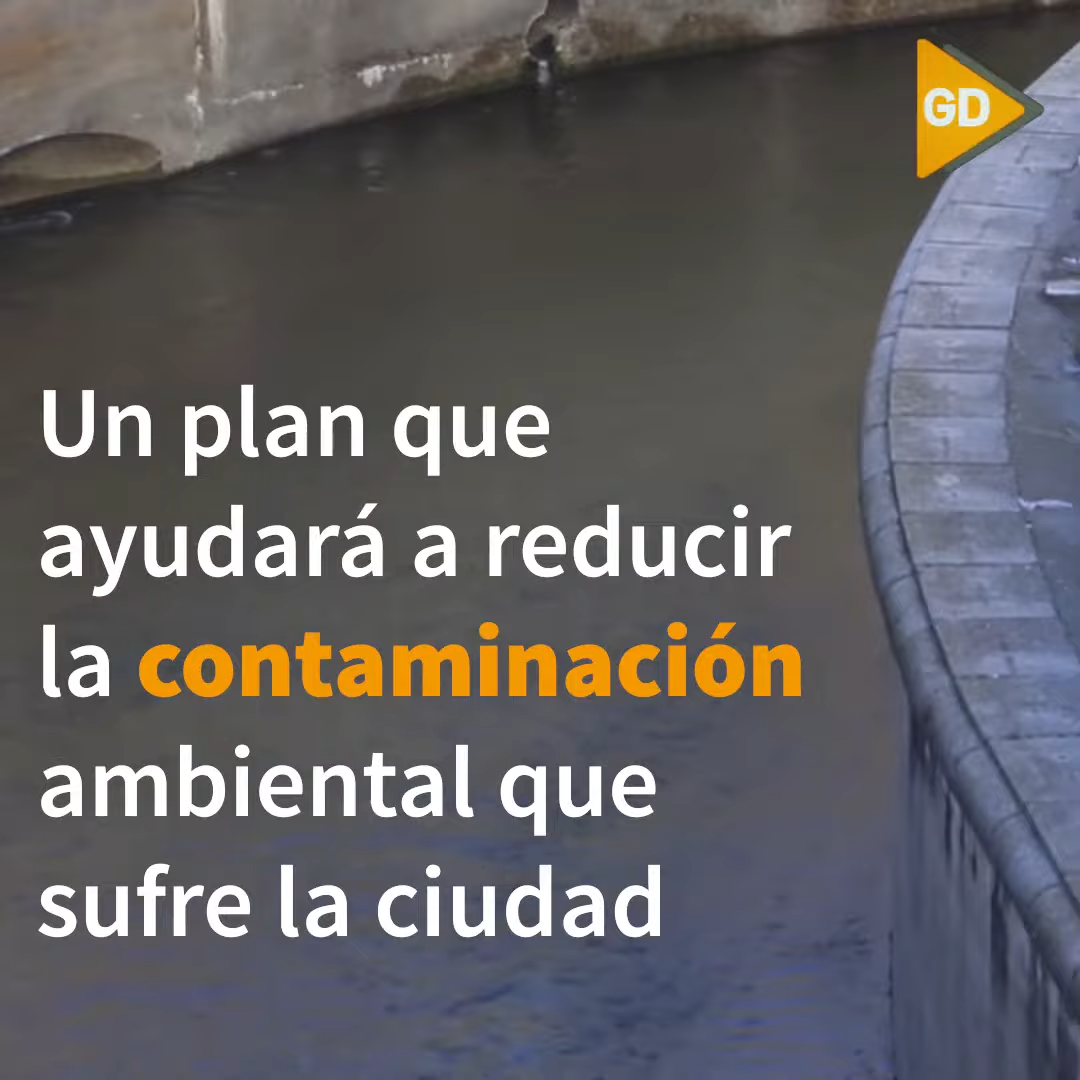 GD
Un plan que
ayudará a reducir
la contaminación
ambiental que
sufre la ciudad